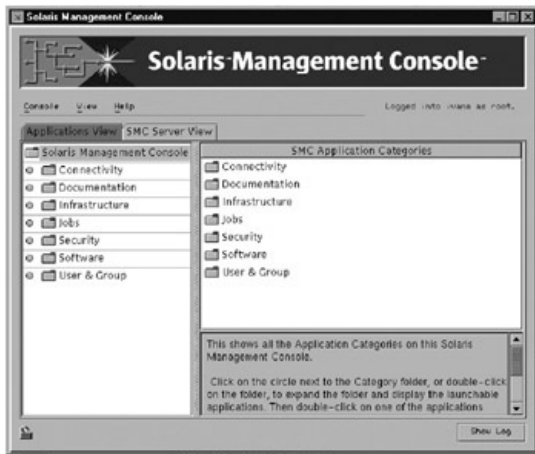 Solaris Management Console
Solaris Management Console
Console View Help
Logged into ivane as root.
Applications View SMC Server View
Solaris Management Console
Connectivity
Documentation
Infrastructure
Jobs
Security
Software
User & Group
SMC Application Categories
Connectivity
Documentation
Infrastructure
Jobs
Security
Software
User & Group
This shows all the Application Categories on this Solaris
Management Console.
Click on the circle next to the Category folder, or double-click
on the folder, to expand the folder and display the launchable
applications. Then double-click on one of the applications
Show Log